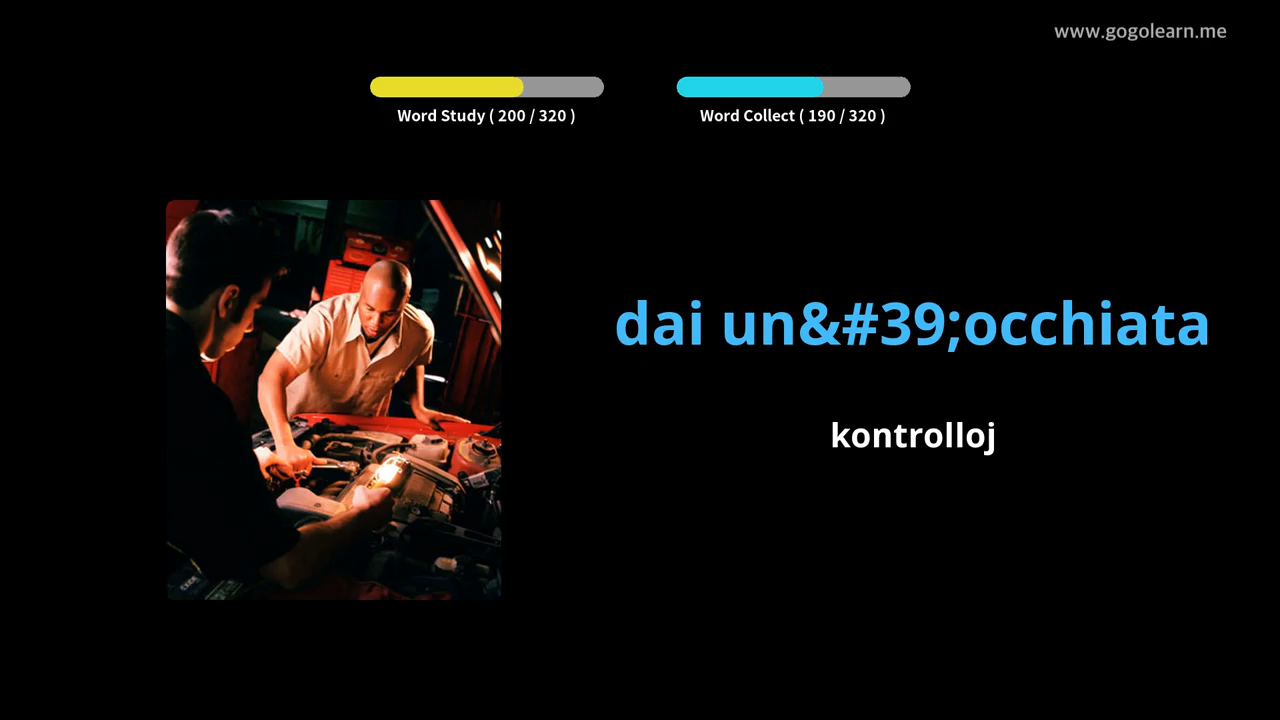 www.gogolearn.me
Word Study ( 200 / 320 )
Word Collect ( 190 / 320 )
dai un&#39;occhiata
kontrolloj